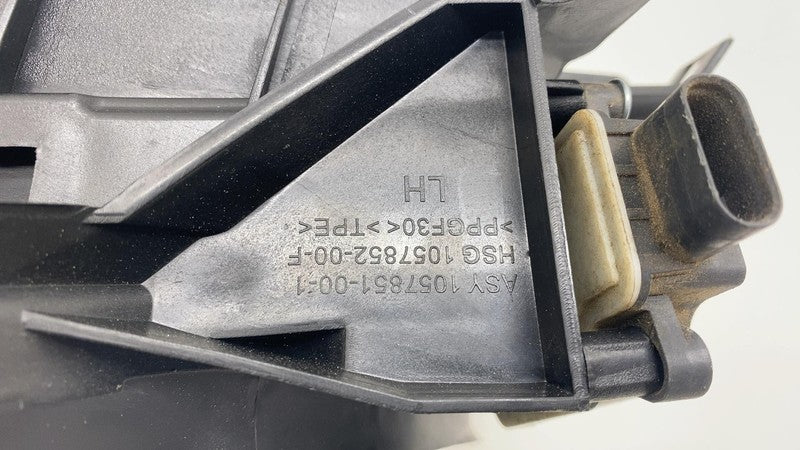 LH
>PPGF30< >TPE<
HSG 1057852-00-F
ASY 1057851-00-1